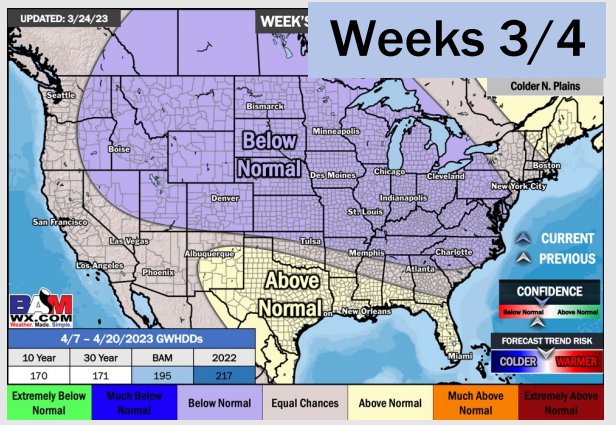 UPDATED: 3/24/23
WEEK'S
Weeks 3/4
Colder N. Plains
Seattle
Bismarck
Minneapolis
Below
Normal
Boise
Boston
Des Moines
Chicago
Cleveland
New York City
Denver
Indianapolis
St. Louis
San Francisco
Las Vegas
Albuquerque
Tulsa
Memphis
Charlotte
CURRENT
PREVIOUS
Los Angeles
Phoenix
Atlanta
Above
Normal
on
New Orleans
Miami
CONFIDENCE
Below Normal
Above Normal
FORECAST TREND RISK
COLDER
WARMER
BAM
WX.COM
Weather. Made. Simple.
4/7 – 4/20/2023 GWHDDs
10 Year 30 Year BAM 2022
170 171 195 217
Extremely Below Normal
Much Below Normal
Below Normal
Equal Chances
Above Normal
Much Above Normal
Extremely Above Normal